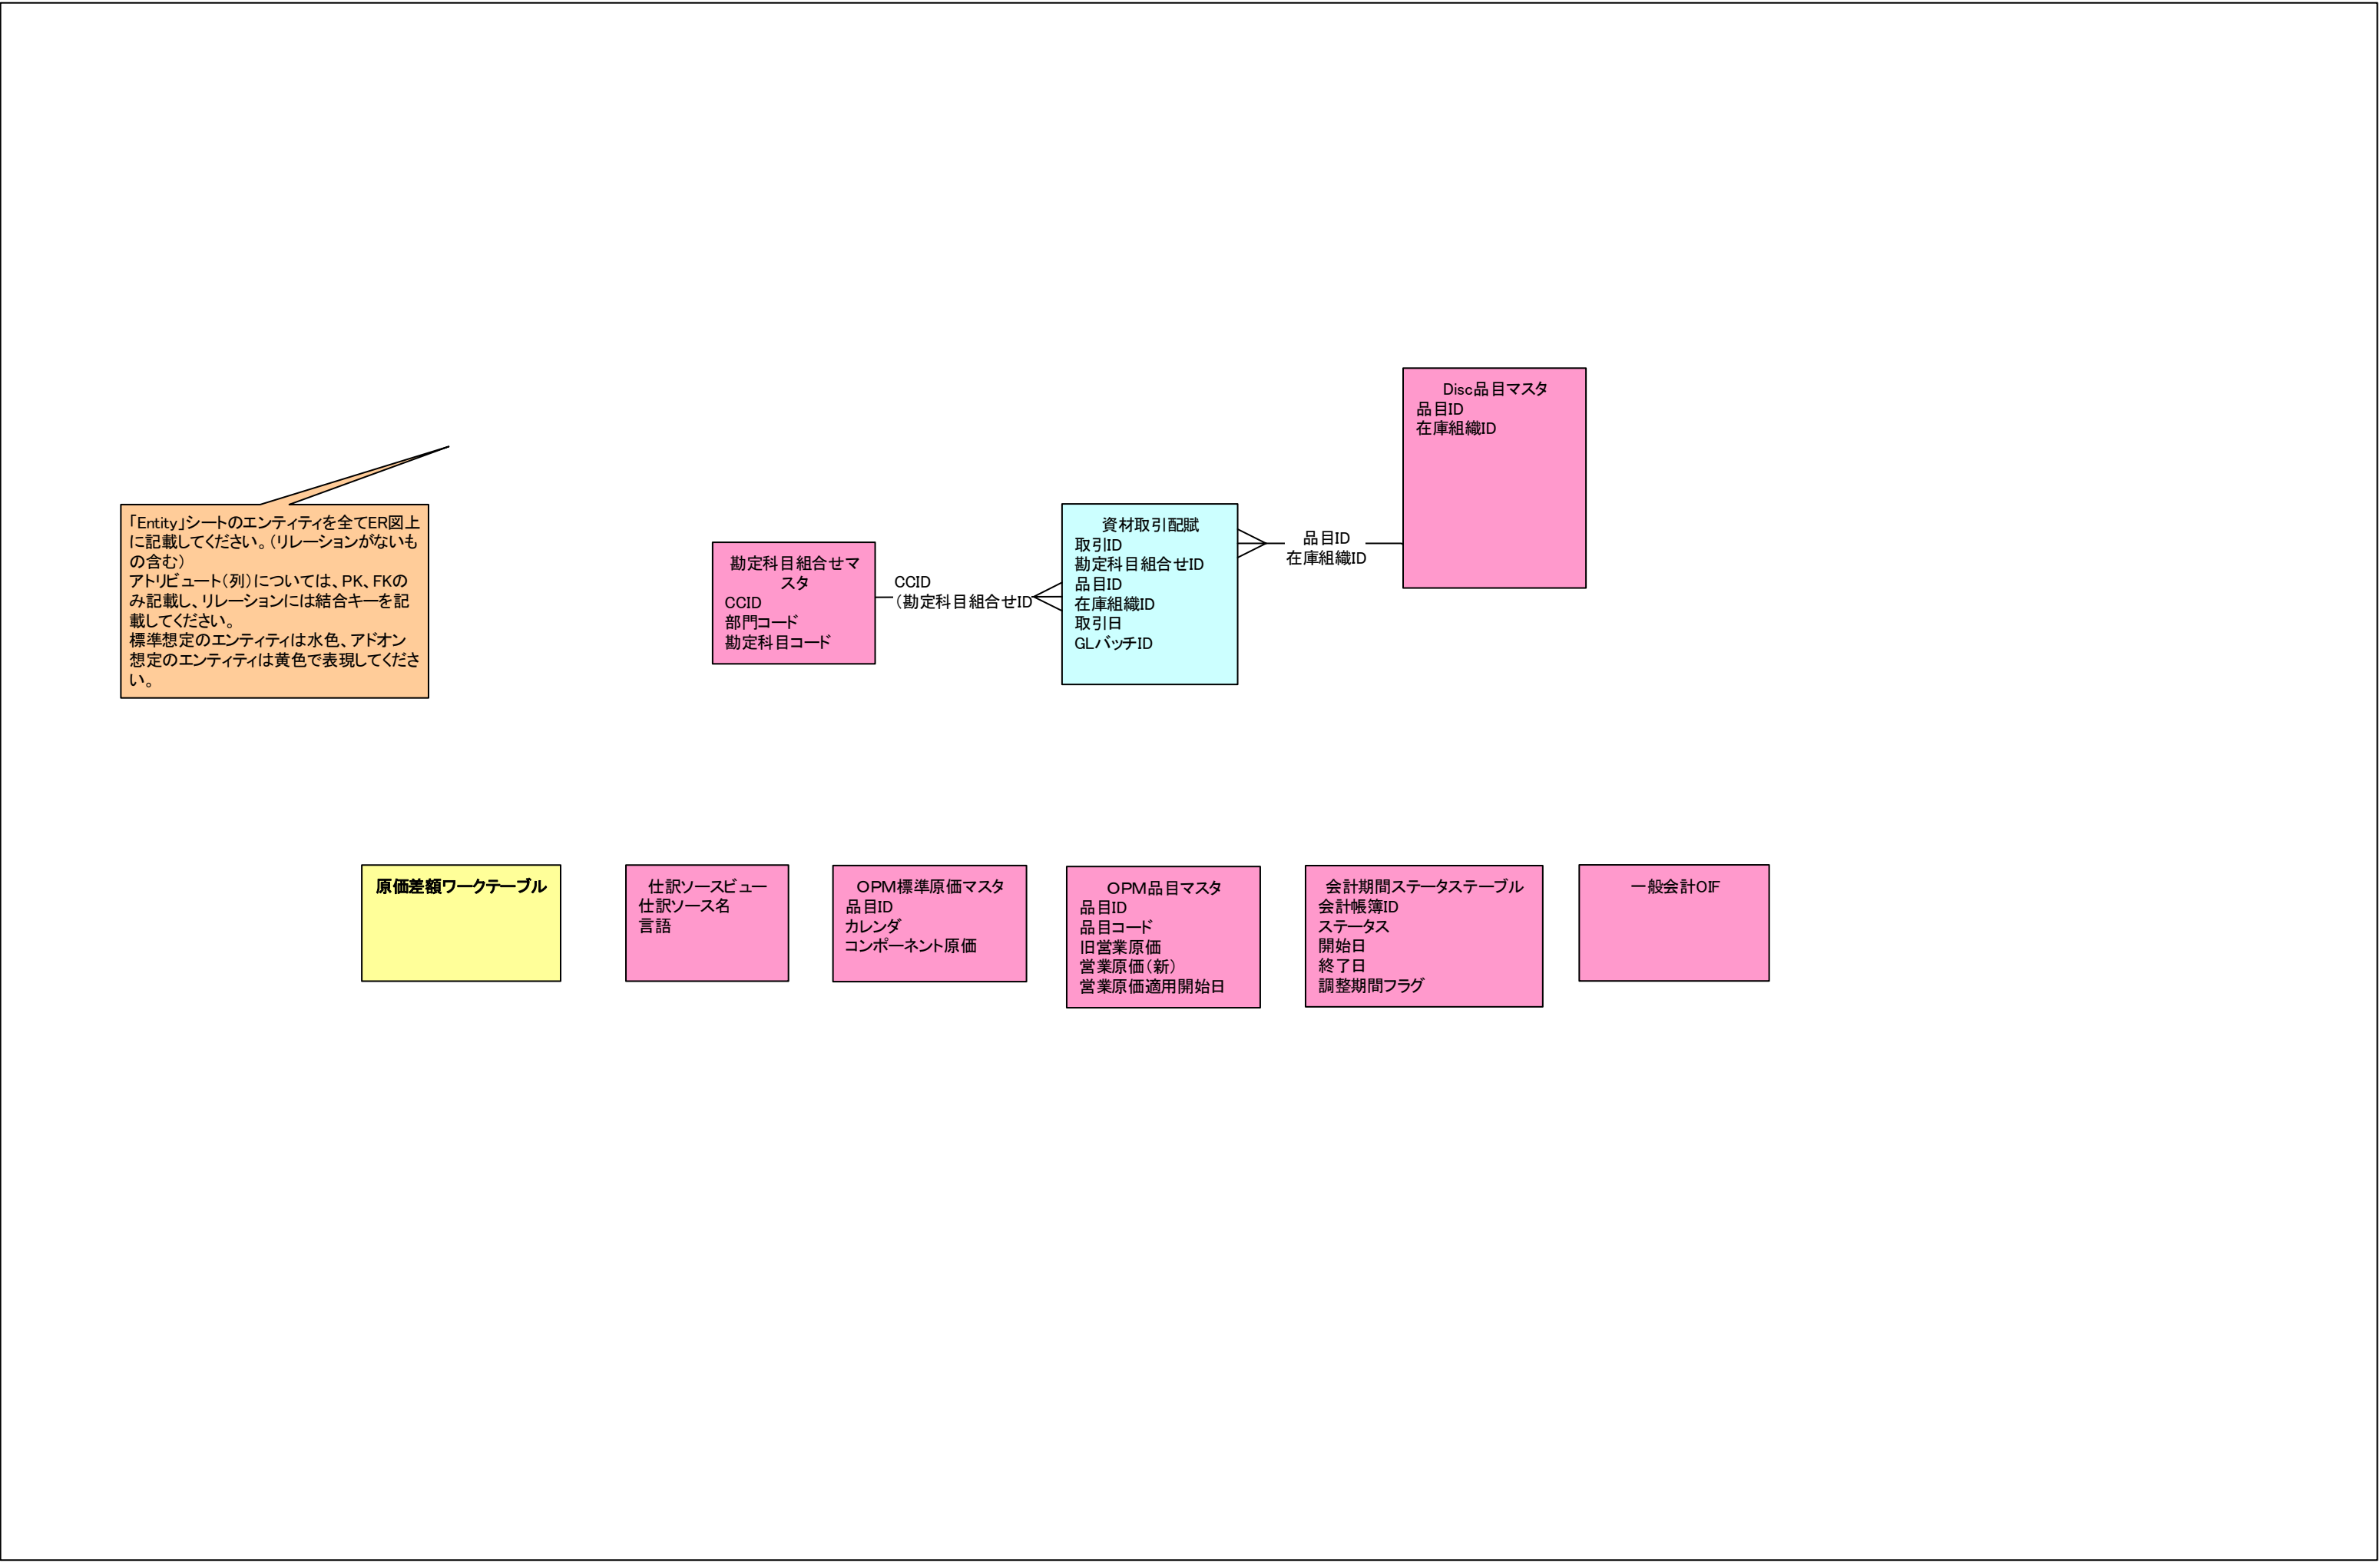 Disc品目マスタ
品目ID
在庫組織ID
「Entity」シートのエンティティを全てER図上
に記載してください。（リレーションがないも
の含む）
アトリビュート（列）については、PK、FKの
み記載し、リレーションには結合キーを記
載してください。
標準想定のエンティティは水色、アドオン
想定のエンティティは黄色で表現してくださ
い。
勘定科目組合せマ
スタ
CCID
部門コード
勘定科目コード
CCID
（勘定科目組合せID
資材取引配賦
取引ID
勘定科目組合せID
品目ID
在庫組織ID
取引日
GLバッチID
品目ID
在庫組織ID
原価差額ワークテーブル
仕訳ソースビュー
仕訳ソース名
言語
OPM標準原価マスタ
品目ID
カレンダ
コンポーネント原価
OPM品目マスタ
品目ID
品目コード
旧営業原価
営業原価（新）
営業原価適用開始日
会計期間ステータステーブル
会計帳簿ID
ステータス
開始日
終了日
調整期間フラグ
一般会計OIF